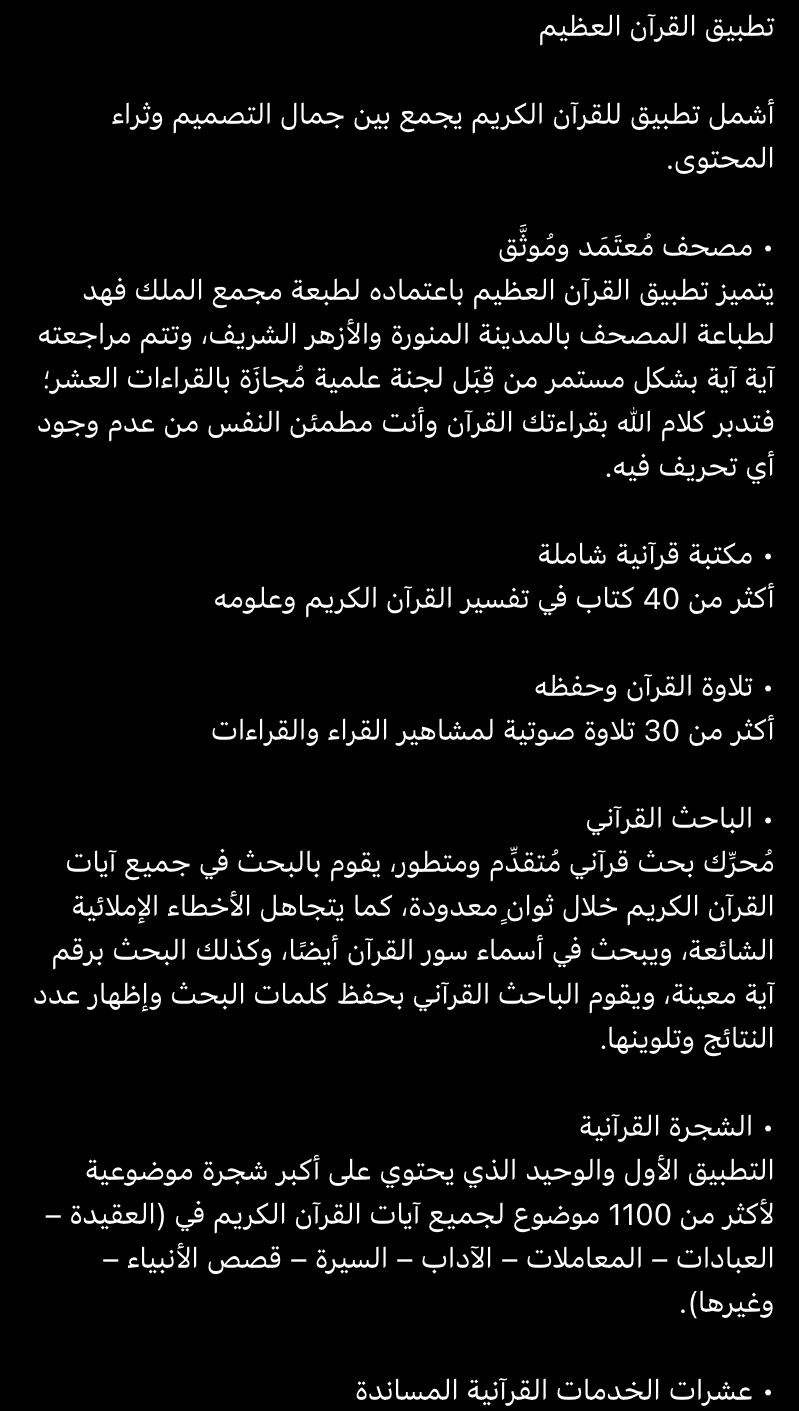 تطبيق القرآن العظيم
أشمل تطبيق للقرآن الكريم يجمع بين جمال التصميم وثراء
المحتوى.
• مصحف مُعتَمَد ومُوثَّق
يتميز تطبيق القرآن العظيم باعتماده لطبعة مجمع الملك فهد
لطباعة المصحف بالمدينة المنورة والأزهر الشريف، وتتم مراجعته
آية آية بشكل مستمر من قِبَل لجنة علمية مُجازَة بالقراءات العشر؛
فتدبر كلام الله بقراءتك القرآن وأنت مطمئن النفس من عدم وجود
أي تحريف فيه.
• مكتبة قرآنية شاملة
أكثر من 40 كتاب في تفسير القرآن الكريم وعلومه
• تلاوة القرآن وحفظه
أكثر من 30 تلاوة صوتية لمشاهير القراء والقراءات
• الباحث القرآني
مُحرِّك بحث قرآني مُتقدِّم ومتطور، يقوم بالبحث في جميع آيات
القرآن الكريم خلال ثوانٍ معدودة، كما يتجاهل الأخطاء الإملائية
الشائعة، ويبحث في أسماء سور القرآن أيضًا، وكذلك البحث برقم
آية معينة، ويقوم الباحث القرآني بحفظ كلمات البحث وإظهار عدد
النتائج وتلوينها.
• الشجرة القرآنية
التطبيق الأول والوحيد الذي يحتوي على أكبر شجرة موضوعية
لأكثر من 1100 موضوع لجميع آيات القرآن الكريم في (العقيدة –
العبادات – المعاملات – الآداب – السيرة – قصص الأنبياء –
وغيرها).
• عشرات الخدمات القرآنية المساندة